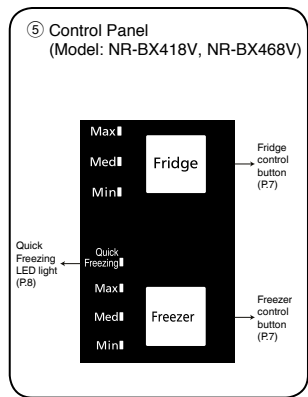 ⑤ Control Panel
(Model: NR-BX418V, NR-BX468V)
Max
Med
Min
Fridge
Fridge
control
button
(P.7)
Quick
Freezing
LED light
(P.8)
Quick
Freezing
Max
Med
Min
Freezer
Freezer
control
button
(P.7)